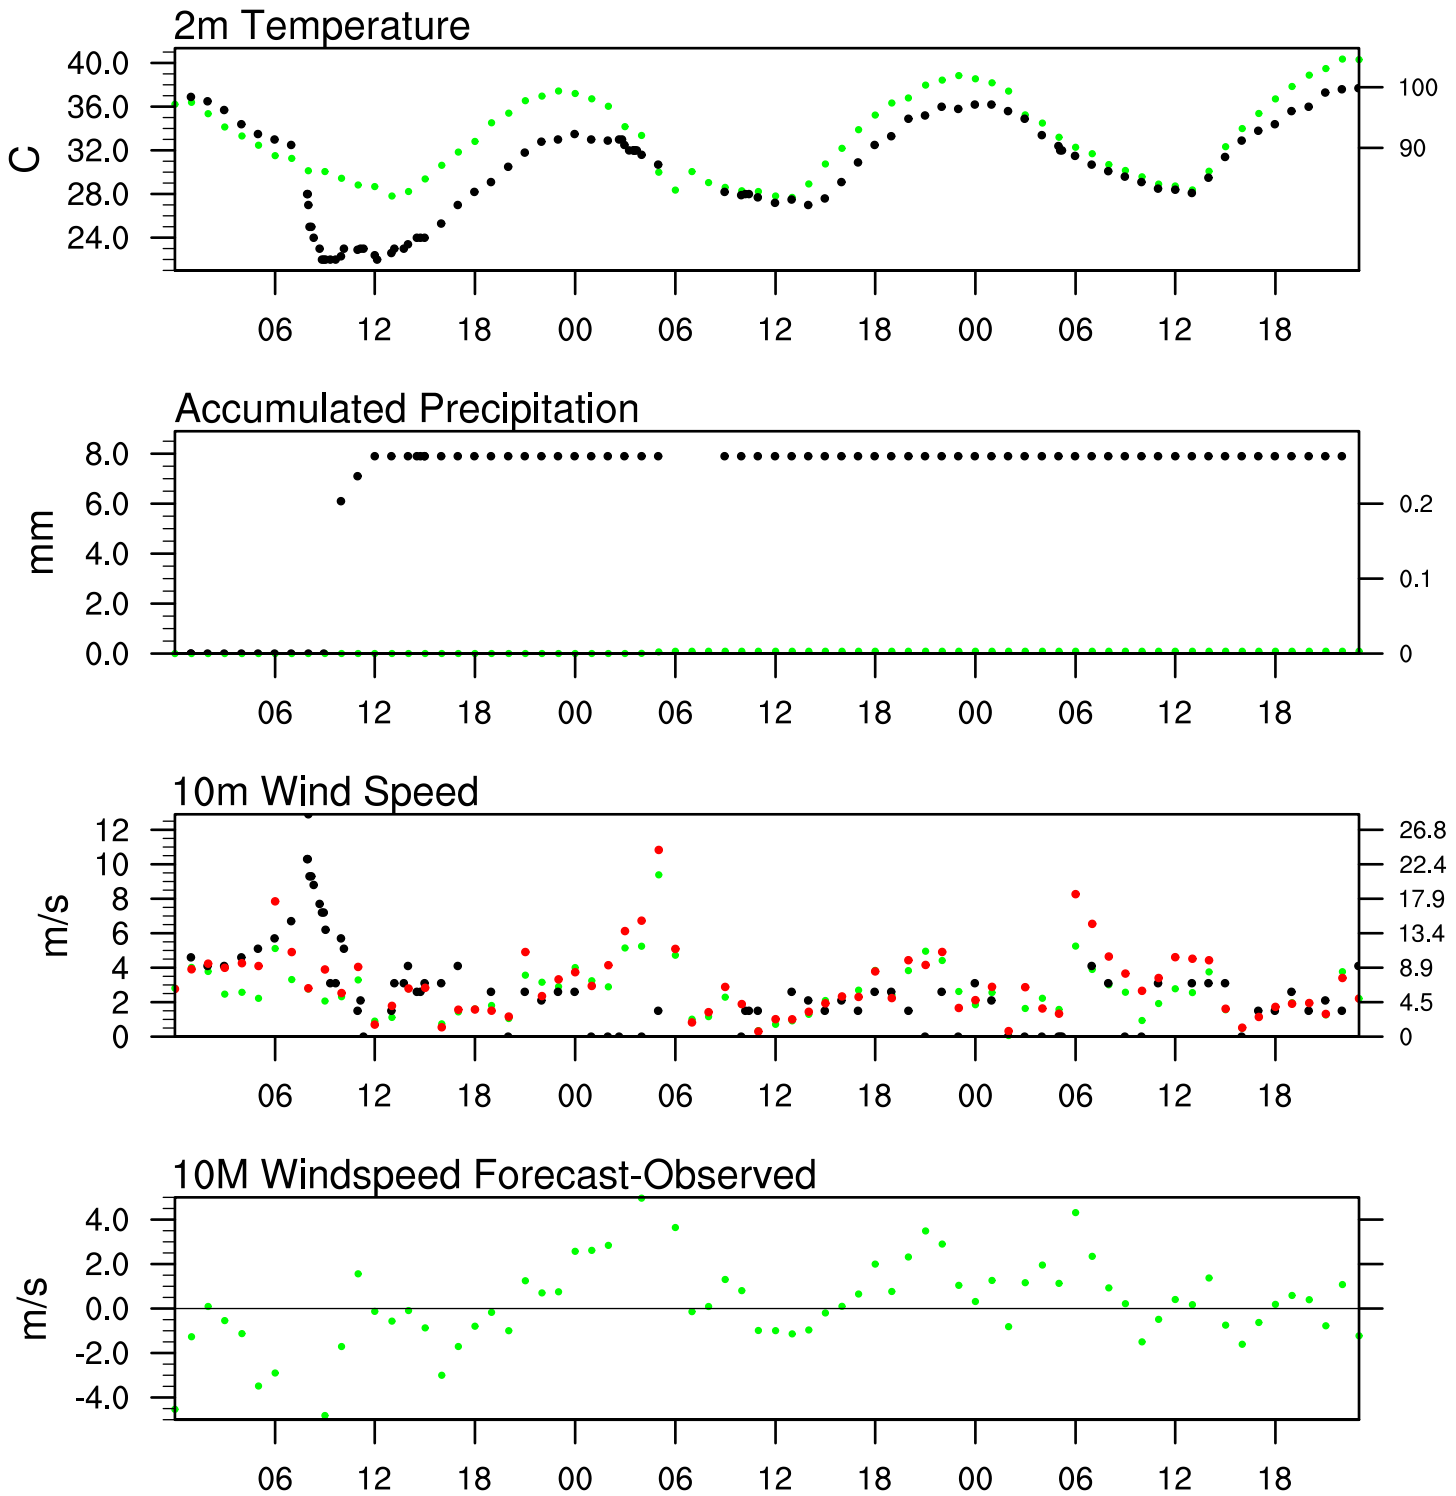 2m Temperature
40.0
36.0
32.0
28.0
24.0
C
100
90
06 12 18 00 06 12 18 00 06 12 18
Accumulated Precipitation
8.0
6.0
4.0
2.0
0.0
mm
0.2
0.1
0
06 12 18 00 06 12 18 00 06 12 18
10m Wind Speed
12
10
8
6
4
2
0
m/s
26.8
22.4
17.9
13.4
8.9
4.5
0
06 12 18 00 06 12 18 00 06 12 18
10M Windspeed Forecast-Observed
4.0
2.0
0.0
-2.0
-4.0
m/s
06 12 18 00 06 12 18 00 06 12 18